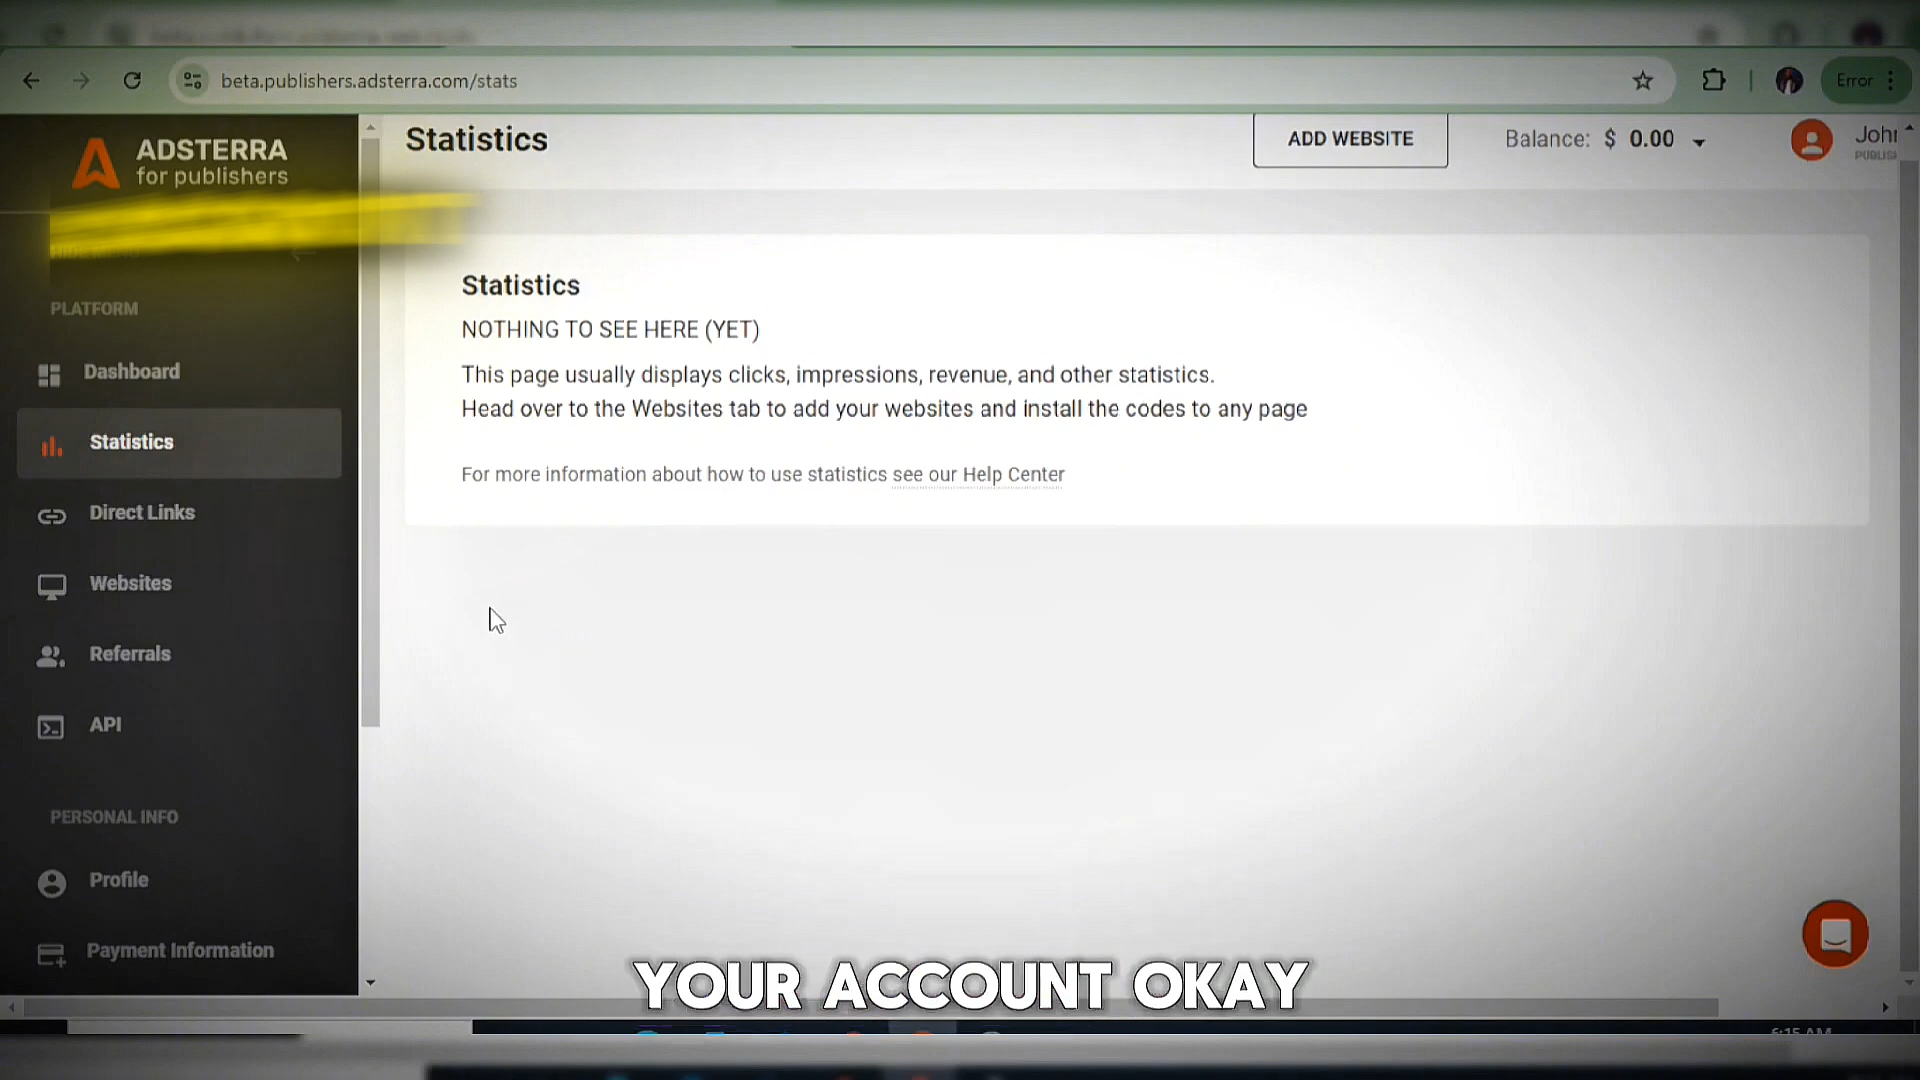 beta.publishers.adsterra.com/stats
Error
ADSTERRA
for publishers
Statistics
ADD WEBSITE
Balance: $ 0.00
John
PLATFORM
Dashboard
Statistics
Direct Links
Websites
Referrals
API
PERSONAL INFO
Profile
Payment Information
Statistics
NOTHING TO SEE HERE (YET)
This page usually displays clicks, impressions, revenue, and other statistics.
Head over to the Websites tab to add your websites and install the codes to any page
For more information about how to use statistics see our Help Center
YOUR ACCOUNT OKAY
6:15 AM